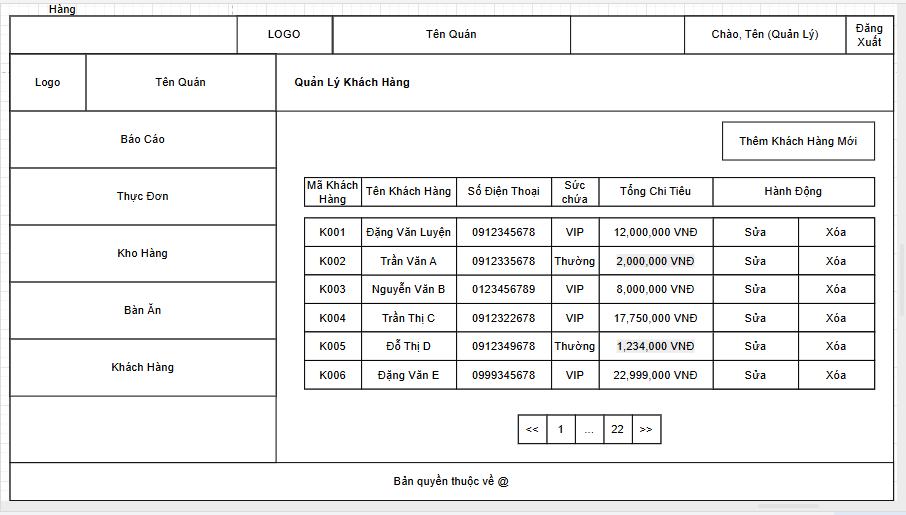 Hàng
LOGO
Tên Quán
Chào, Tên (Quản Lý)
Đăng
Xuất
Logo
Tên Quán
Quản Lý Khách Hàng
Báo Cáo
Thêm Khách Hàng Mới
Thực Đơn
Kho Hàng
Bàn Ăn
Khách Hàng
Mã Khách
Hàng
Tên Khách Hàng
Số Điện Thoại
Sức
chứa
Tổng Chi Tiêu
Hành Động
K001 Đặng Văn Luyện 0912345678 VIP 12,000,000 VNĐ Sửa Xóa
K002 Trần Văn A 0912335678 Thường 2,000,000 VNĐ Sửa Xóa
K003 Nguyễn Văn B 0123456789 VIP 8,000,000 VNĐ Sửa Xóa
K004 Trần Thị C 0912322678 VIP 17,750,000 VNĐ Sửa Xóa
K005 Đỗ Thị D 0912349678 Thường 1,234,000 VNĐ Sửa Xóa
K006 Đặng Văn E 0999345678 VIP 22,999,000 VNĐ Sửa Xóa
<< 1 ... 22 >>
Bản quyền thuộc về @